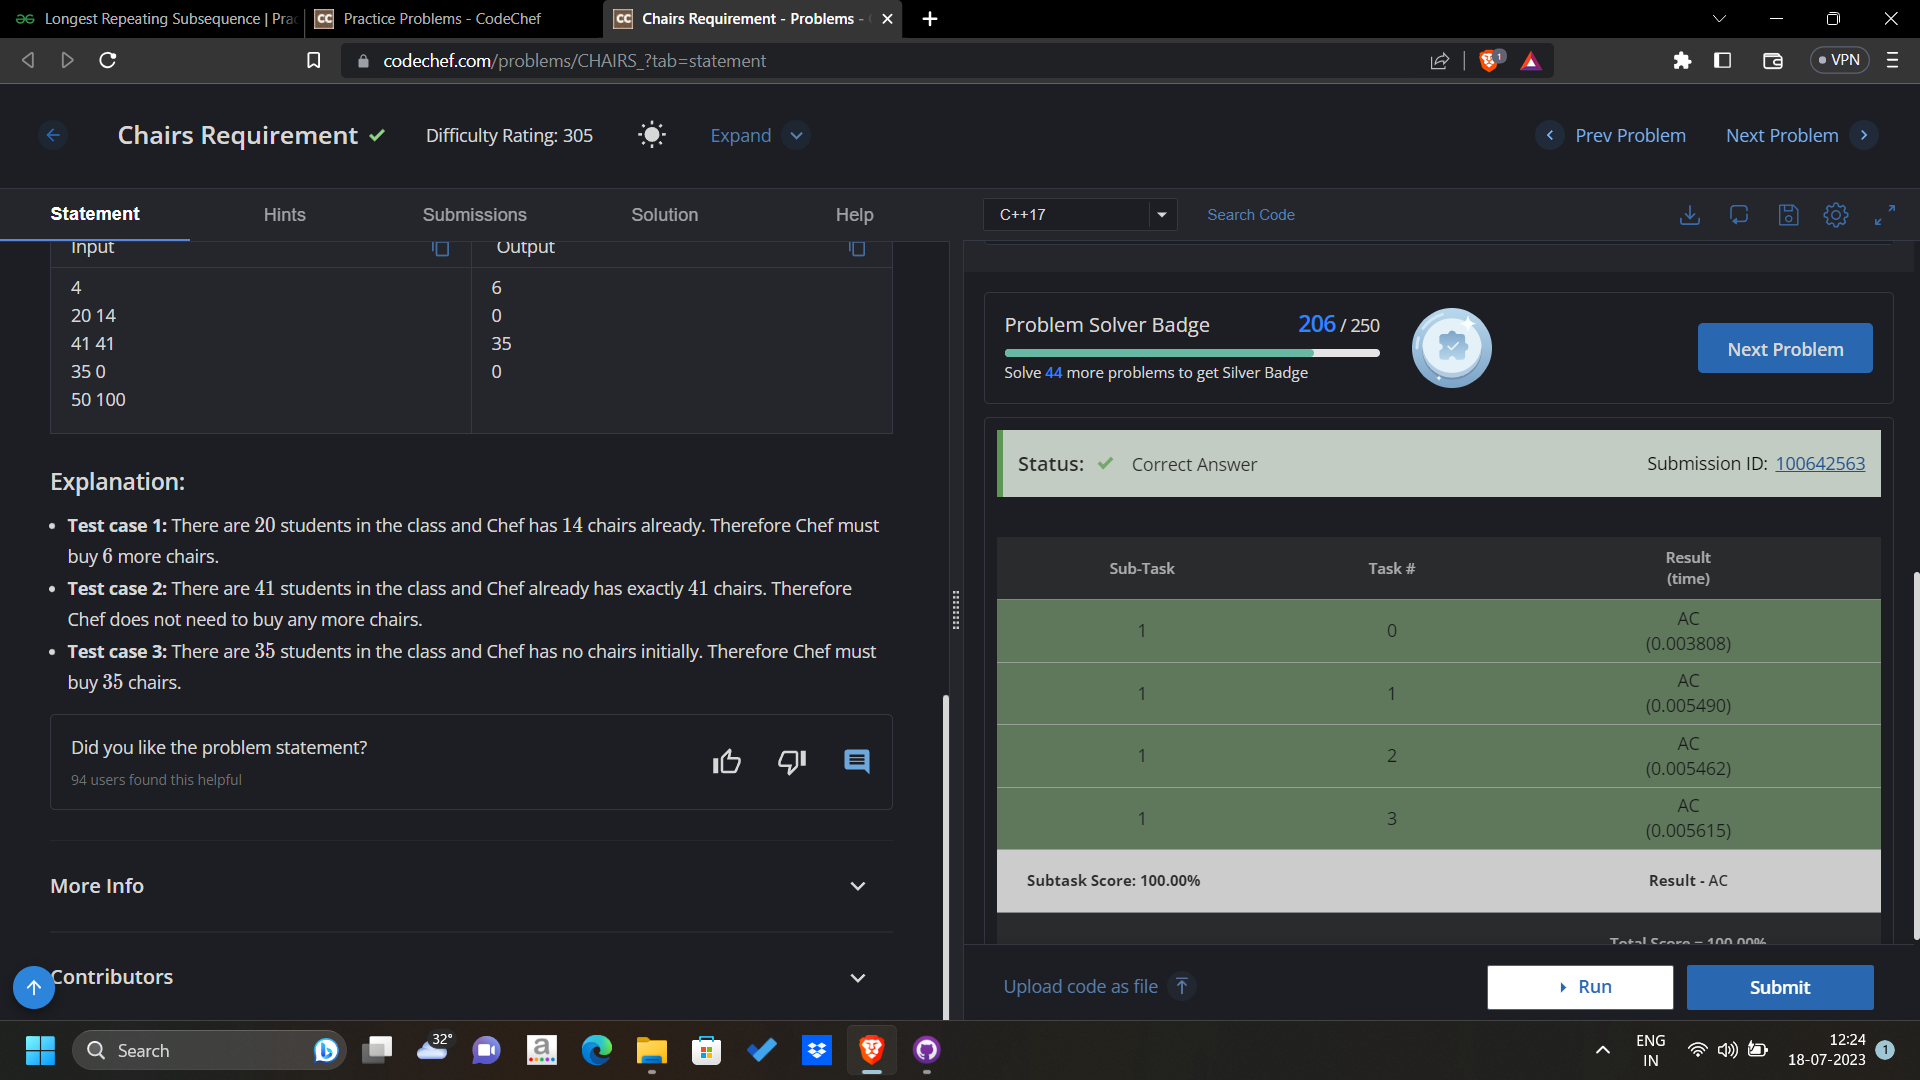 Longest Repeating Subsequence | Prac
Practice Problems - CodeChef
Chairs Requirement - Problems -
codechef.com/problems/CHAIRS_?tab=statement
1
VPN
Chairs Requirement
Difficulty Rating: 305
Expand
Prev Problem
Next Problem
Statement
Hints
Submissions
Solution
Help
C++17
Search Code
Input
Output
4
20 14
41 41
35 0
50 100
6
0
35
0
Explanation:
• Test case 1: There are 20 students in the class and Chef has 14 chairs already. Therefore Chef must
buy 6 more chairs.
• Test case 2: There are 41 students in the class and Chef already has exactly 41 chairs. Therefore
Chef does not need to buy any more chairs.
• Test case 3: There are 35 students in the class and Chef has no chairs initially. Therefore Chef must
buy 35 chairs.
Did you like the problem statement?
94 users found this helpful
More Info
Contributors
Problem Solver Badge
206 / 250
Solve 44 more problems to get Silver Badge
Next Problem
Status:
Correct Answer
Submission ID: 100642563
Sub-Task
Task #
Result
(time)
1
0
AC
(0.003808)
1
1
AC
(0.005490)
1
2
AC
(0.005462)
1
3
AC
(0.005615)
Subtask Score: 100.00%
Result - AC
Total Score = 100.00%
Upload code as file
Run
Submit
Search
32°
ENG
IN
12:24
18-07-2023
1